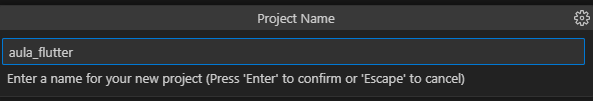 Project Name
aula_flutter
Enter a name for your new project (Press 'Enter' to confirm or 'Escape' to cancel)